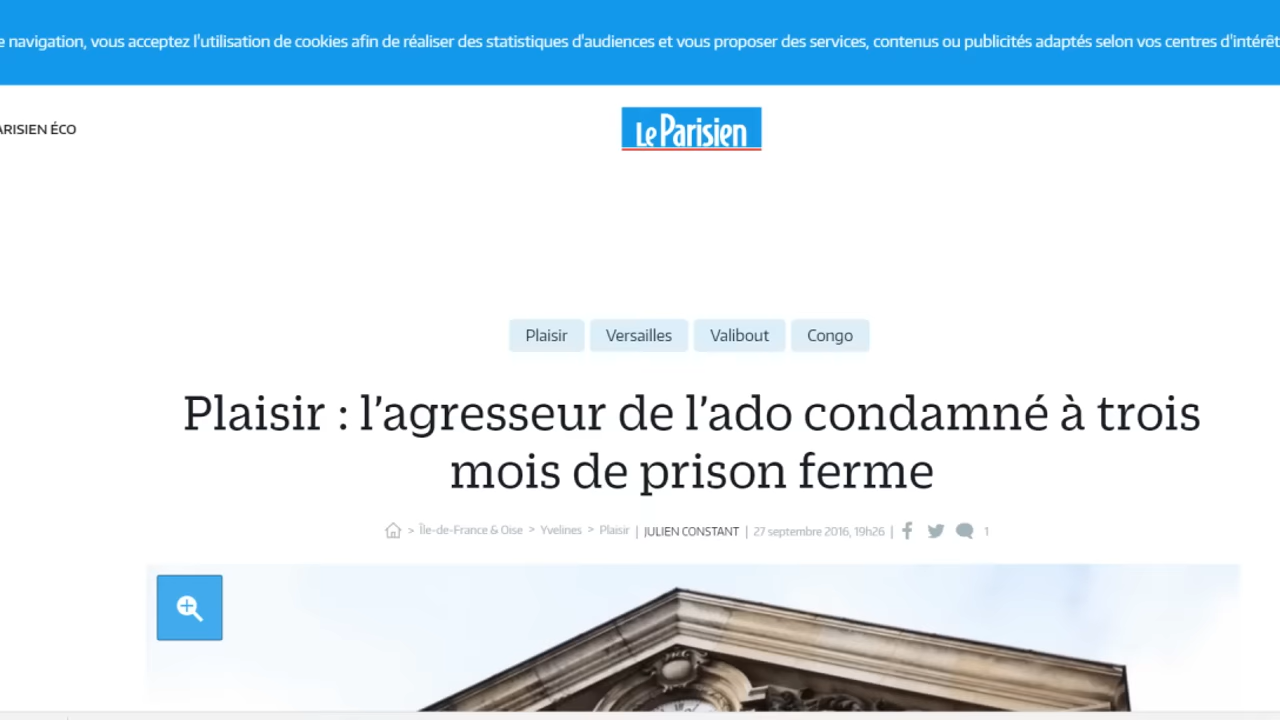 navigation, vous acceptez l'utilisation de cookies afin de réaliser des statistiques d'audiences et vous proposer des services, contenus ou publicités adaptés selon vos centres d'intérêt
ARISIEN ÉCO
Le Parisien
Plaisir Versailles Valibout Congo
Plaisir : l'agresseur de l'ado condamné à trois
mois de prison ferme
> Île-de-France & Oise > Yvelines > Plaisir | JULIEN CONSTANT | 27 septembre 2016, 19h26 | 1